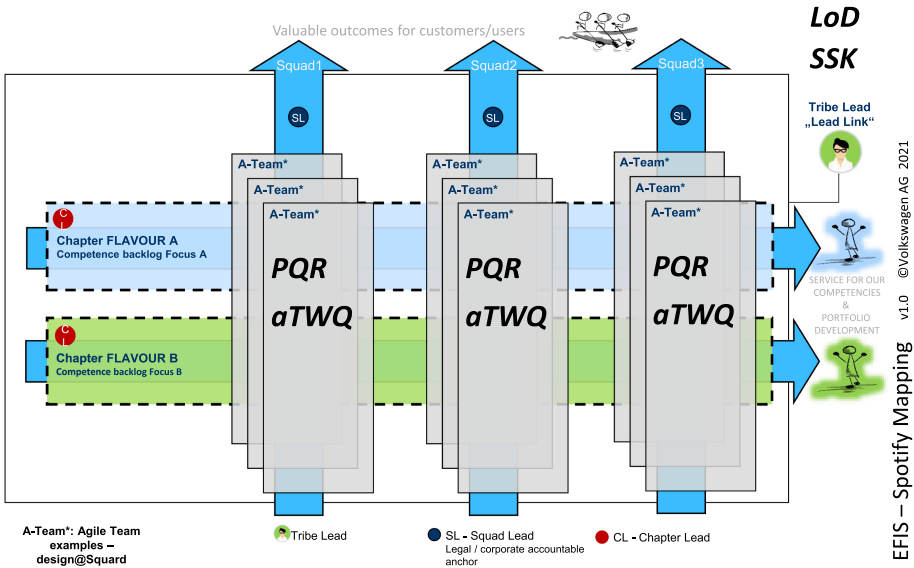 Valuable outcomes for customers/users
LoD
SSK
Squad1
Squad2
Squad3
SL
SL
SL
Tribe Lead
„Lead Link“
A-Team*
A-Team*
A-Team*
A-Team*
A-Team*
A-Team*
A-Team*
A-Team*
A-Team*
C
L
Chapter FLAVOUR A
Competence backlog Focus A
PQR
aTWQ
PQR
aTWQ
PQR
aTWQ
SERVICE FOR OUR
COMPETENCIES
&
PORTFOLIO
DEVELOPMENT
C
L
Chapter FLAVOUR B
Competence backlog Focus B
A-Team*: Agile Team
examples –
design@Squard
Tribe Lead
SL - Squad Lead
Legal / corporate accountable
anchor
CL - Chapter Lead
EFIS – Spotify Mapping v1.0 ©Volkswagen AG 2021